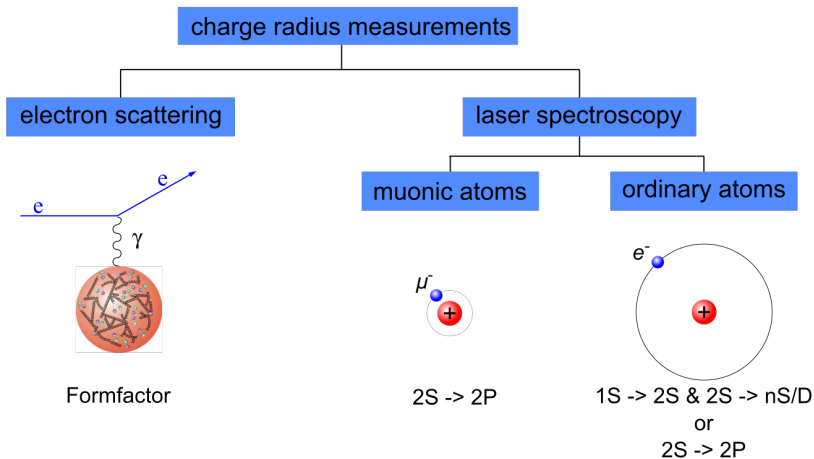 charge radius measurements
electron scattering
laser spectroscopy
muonic atoms
ordinary atoms
e
e
γ
μ-
+
e-
+
Formfactor
2S -> 2P
1S -> 2S & 2S -> nS/D
or
2S -> 2P